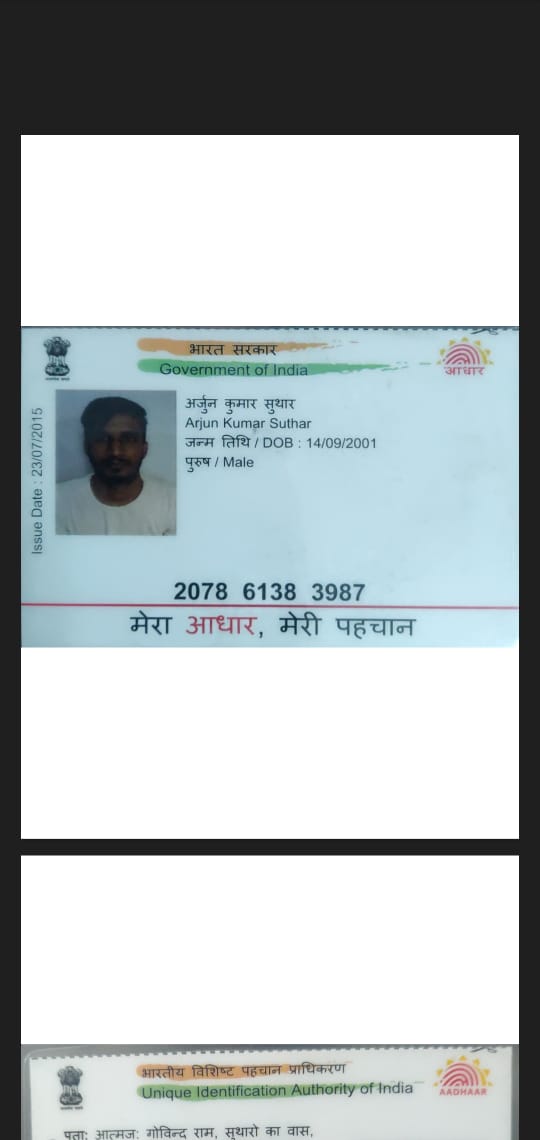 भारत सरकार
Government of India
आधार
Issue Date : 23/07/2015
अर्जुन कुमार सुथार
Arjun Kumar Suthar
जन्म तिथि / DOB : 14/09/2001
पुरुष / Male
2078 6138 3987
मेरा आधार, मेरी पहचान
भारतीय विशिष्ट पहचान प्राधिकरण
Unique Identification Authority of India
AADHAAR
पता: आत्मज: गोविन्द राम, सुथारो का वास,